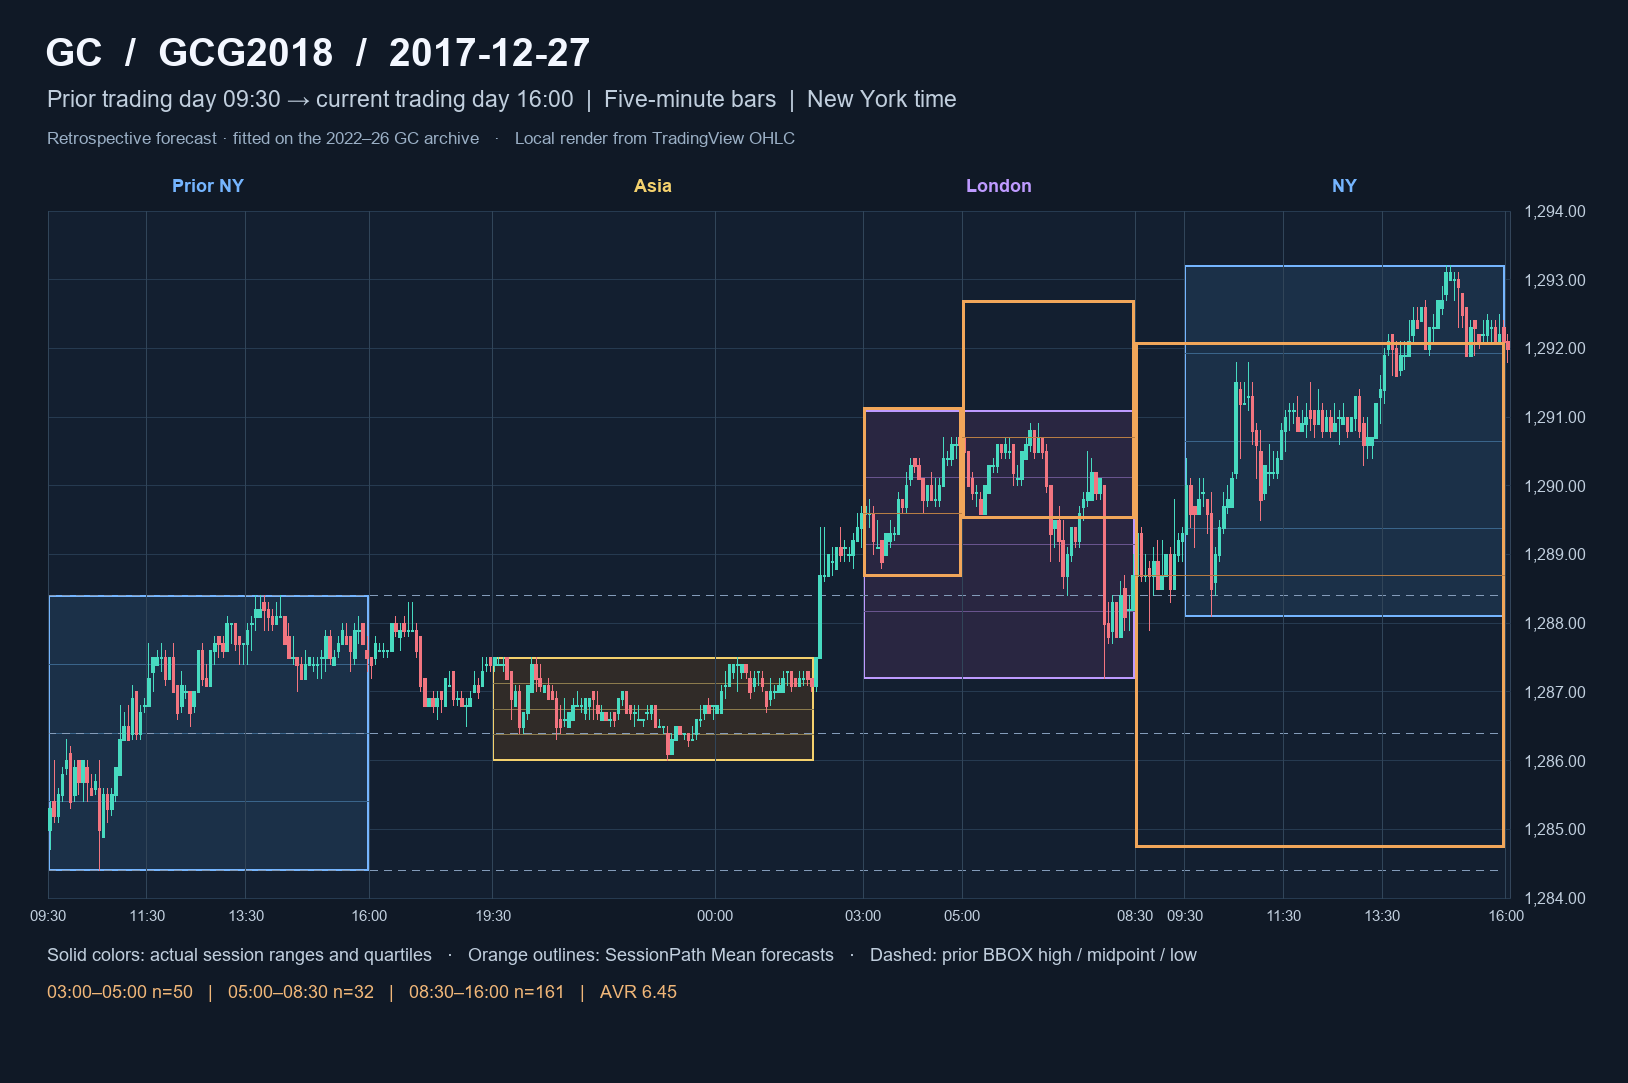 GC / GCG2018 / 2017-12-27
Prior trading day 09:30 → current trading day 16:00 | Five-minute bars | New York time
Retrospective forecast · fitted on the 2022–26 GC archive · Local render from TradingView OHLC
Prior NY Asia London NY
1,294.00
1,293.00
1,292.00
1,291.00
1,290.00
1,289.00
1,288.00
1,287.00
1,286.00
1,285.00
1,284.00
09:30 11:30 13:30 16:00 19:30 00:00 03:00 05:00 08:30 09:30 11:30 13:30 16:00
Solid colors: actual session ranges and quartiles · Orange outlines: SessionPath Mean forecasts · Dashed: prior BBOX high / midpoint / low
03:00–05:00 n=50 | 05:00–08:30 n=32 | 08:30–16:00 n=161 | AVR 6.45